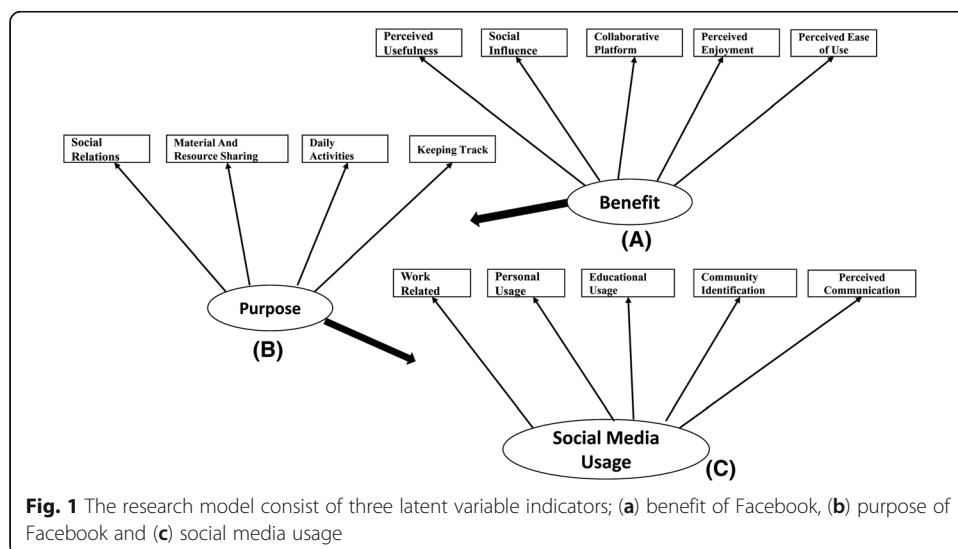 Perceived
Usefulness
Social
Influence
Collaborative
Platform
Perceived
Enjoyment
Perceived Ease
of Use
Social
Relations
Material And
Resource Sharing
Daily
Activities
Keeping Track
Benefit
(A)
Purpose
(B)
Work
Related
Personal
Usage
Educational
Usage
Community
Identification
Perceived
Communication
Social Media
Usage
(C)
Fig. 1 The research model consist of three latent variable indicators; (a) benefit of Facebook, (b) purpose of
Facebook and (c) social media usage